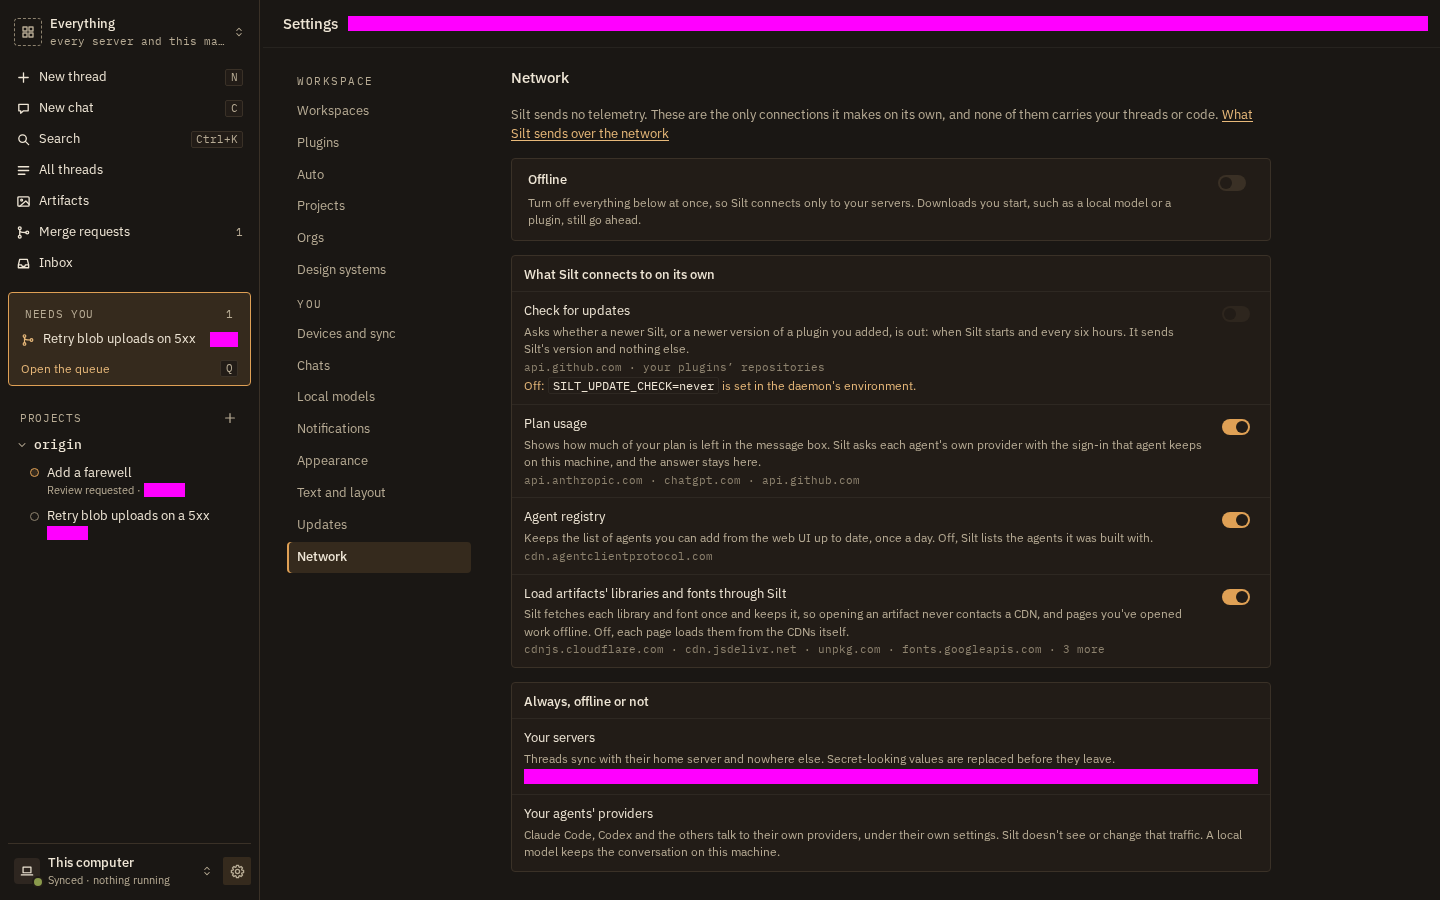 Everything
every server and this ma…
New thread
N
New chat
C
Search
Ctrl+K
All threads
Artifacts
Merge requests
1
Inbox
NEEDS YOU
1
Retry blob uploads on 5xx
Open the queue
Q
PROJECTS
origin
Add a farewell
Review requested ·
Retry blob uploads on a 5xx
This computer
Synced · nothing running
Settings
WORKSPACE
Workspaces
Plugins
Auto
Projects
Orgs
Design systems
YOU
Devices and sync
Chats
Local models
Notifications
Appearance
Text and layout
Updates
Network
Network
Silt sends no telemetry. These are the only connections it makes on its own, and none of them carries your threads or code. What
Silt sends over the network
Offline
Turn off everything below at once, so Silt connects only to your servers. Downloads you start, such as a local model or a
plugin, still go ahead.
What Silt connects to on its own
Check for updates
Asks whether a newer Silt, or a newer version of a plugin you added, is out: when Silt starts and every six hours. It sends
Silt's version and nothing else.
api.github.com · your plugins’ repositories
Off: SILT_UPDATE_CHECK=never is set in the daemon's environment.
Plan usage
Shows how much of your plan is left in the message box. Silt asks each agent's own provider with the sign-in that agent keeps
on this machine, and the answer stays here.
api.anthropic.com · chatgpt.com · api.github.com
Agent registry
Keeps the list of agents you can add from the web UI up to date, once a day. Off, Silt lists the agents it was built with.
cdn.agentclientprotocol.com
Load artifacts' libraries and fonts through Silt
Silt fetches each library and font once and keeps it, so opening an artifact never contacts a CDN, and pages you've opened
work offline. Off, each page loads them from the CDNs itself.
cdnjs.cloudflare.com · cdn.jsdelivr.net · unpkg.com · fonts.googleapis.com · 3 more
Always, offline or not
Your servers
Threads sync with their home server and nowhere else. Secret-looking values are replaced before they leave.
Your agents' providers
Claude Code, Codex and the others talk to their own providers, under their own settings. Silt doesn't see or change that traffic. A local
model keeps the conversation on this machine.